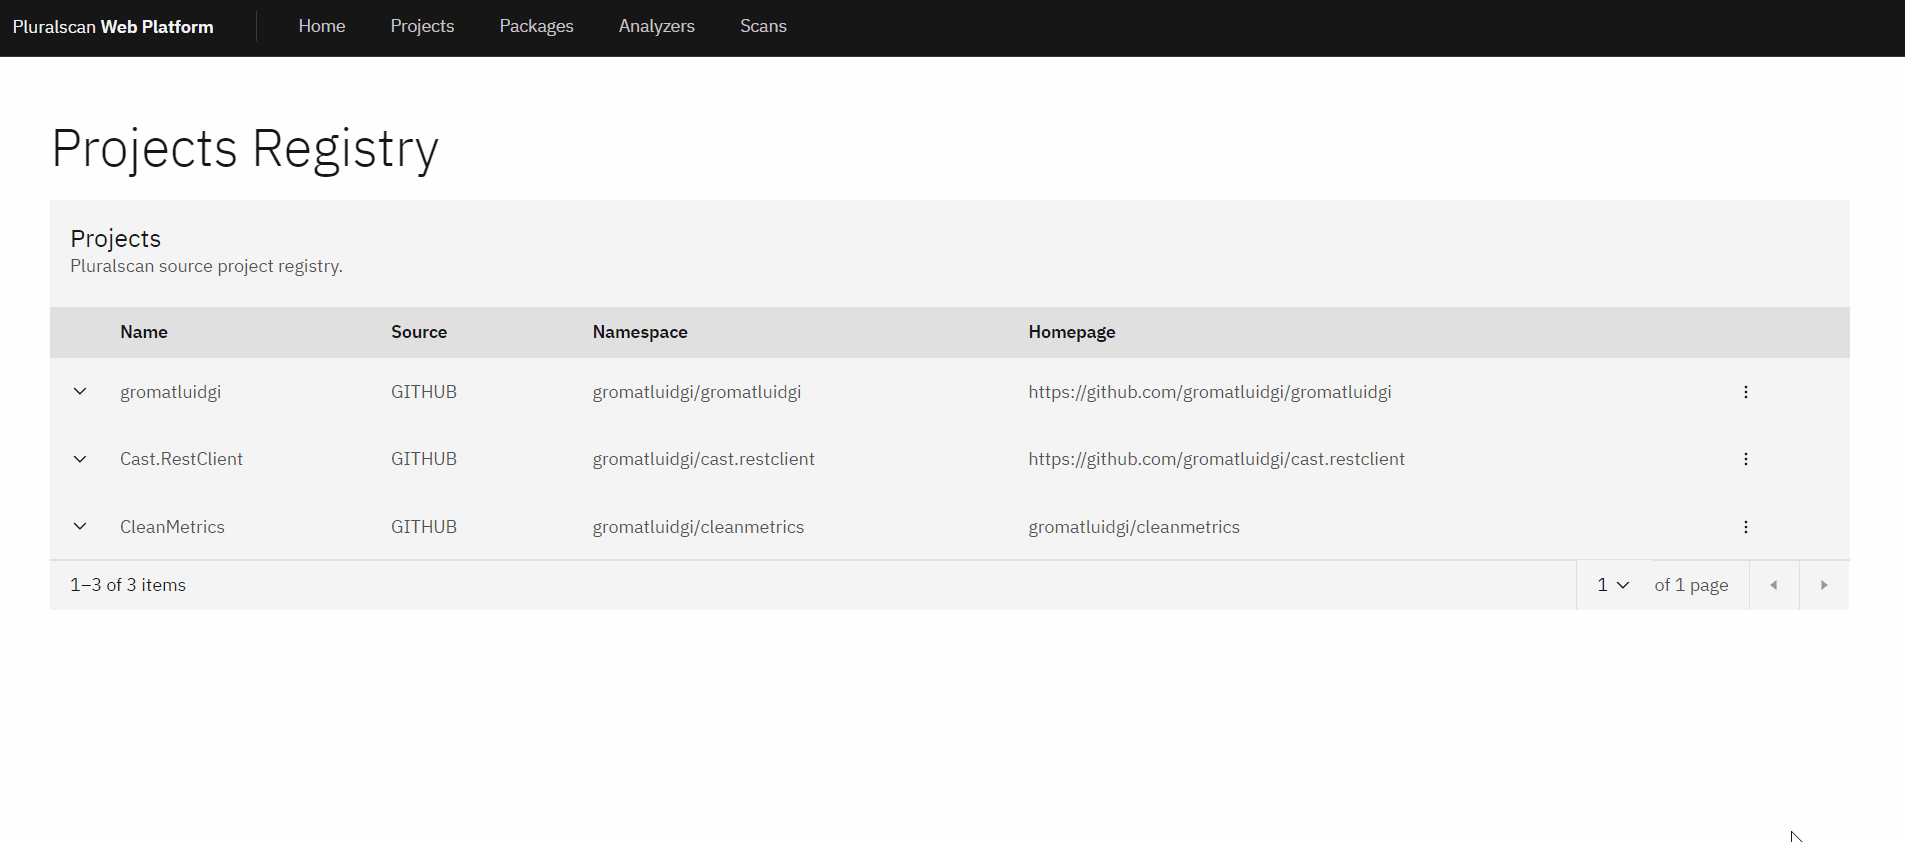 Pluralscan Web Platform Home Projects Packages Analyzers Scans
Projects Registry
Projects
Pluralscan source project registry.
Name Source Namespace Homepage
gromatluidgi GITHUB gromatluidgi/gromatluidgi https://github.com/gromatluidgi/gromatluidgi
Cast.RestClient GITHUB gromatluidgi/cast.restclient https://github.com/gromatluidgi/cast.restclient
CleanMetrics GITHUB gromatluidgi/cleanmetrics gromatluidgi/cleanmetrics
1–3 of 3 items 1 of 1 page